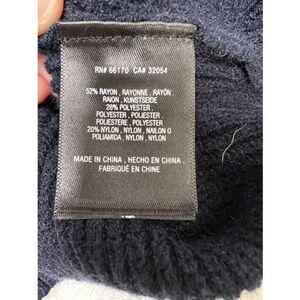 RN# 66170 CA# 32054
52% RAYON, RAYONNE, RAYÓN
RAION, KUNSTSEIDE
28% POLYESTER,
POLYESTER, POLIESTER,
POLIESTERE, POLYESTER
20% NYLON, NYLON, NAILON O
POLIAMIDA, NYLON, NYLON
MADE IN CHINA, HECHO EN CHINA,
FABRIQUÉ EN CHINE